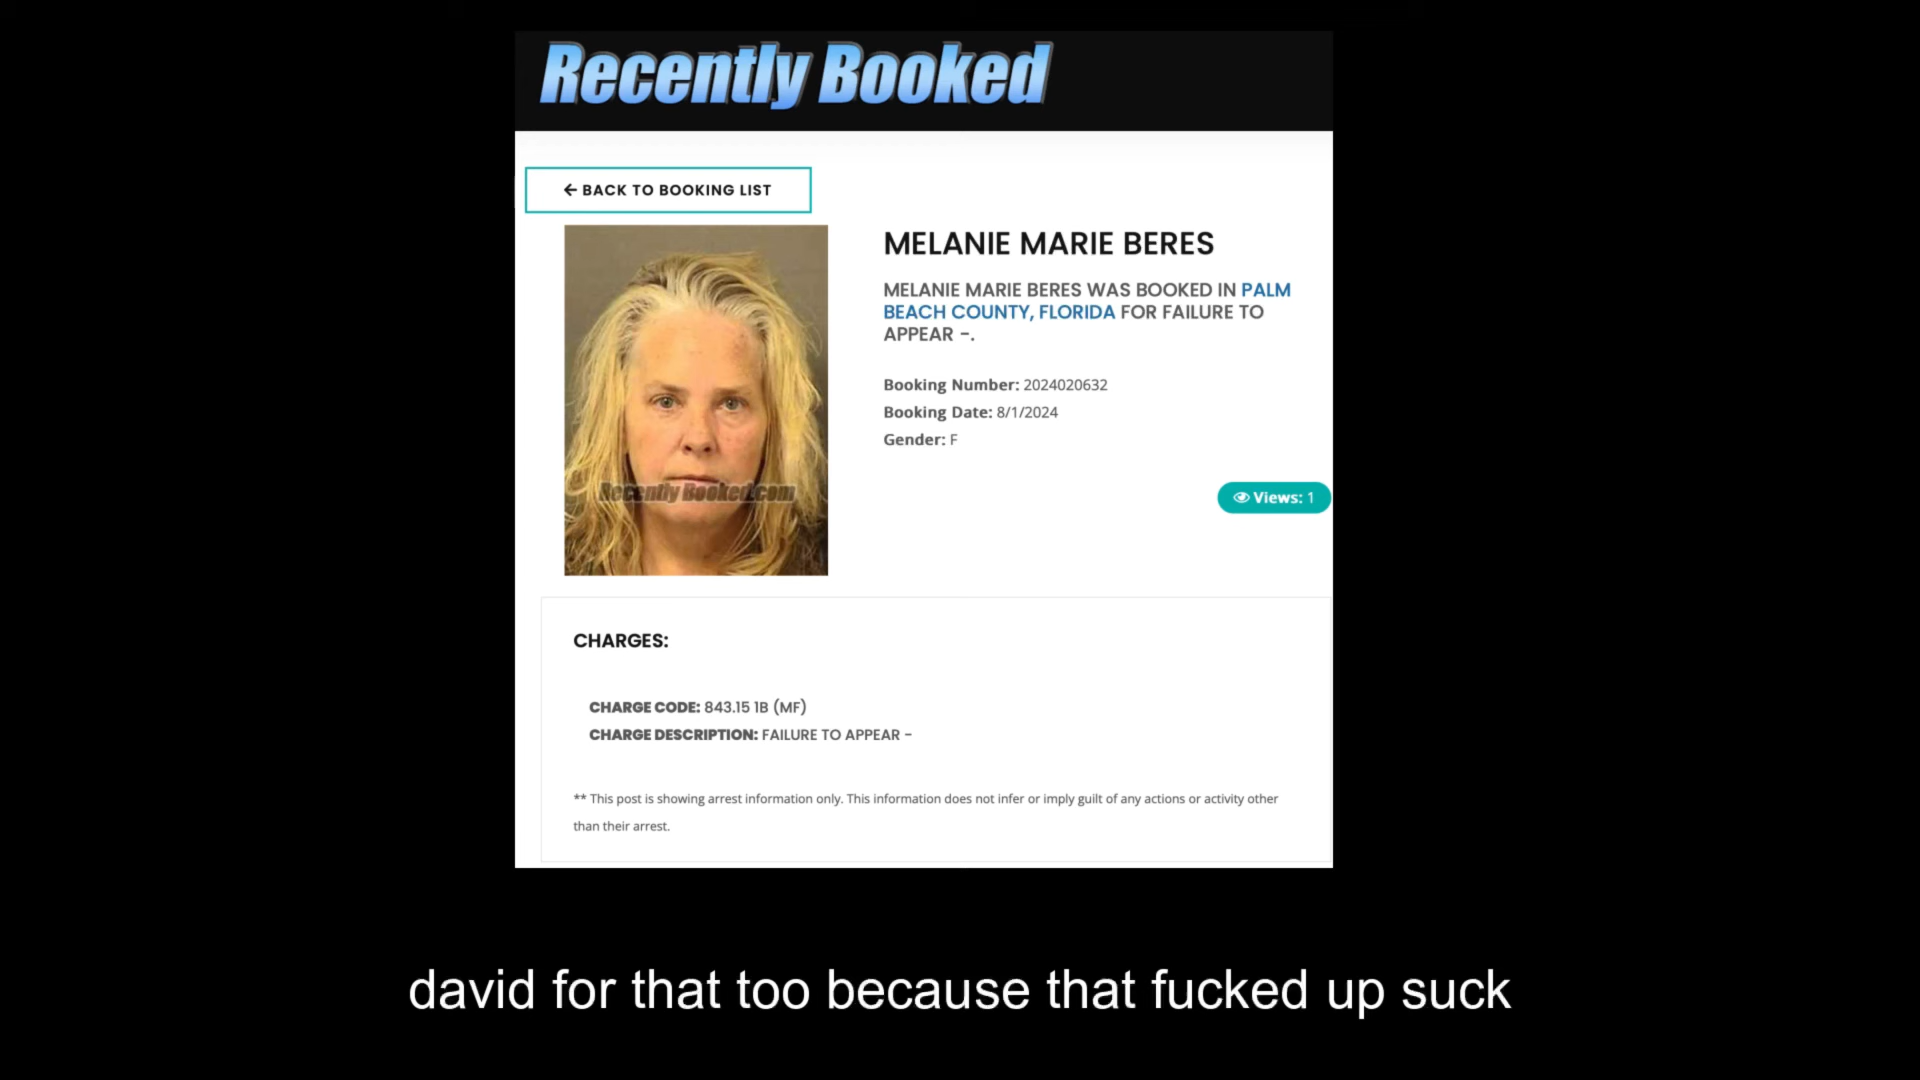 Recently Booked
← BACK TO BOOKING LIST
MELANIE MARIE BERES
MELANIE MARIE BERES WAS BOOKED IN PALM
BEACH COUNTY, FLORIDA FOR FAILURE TO
APPEAR -.
Booking Number: 2024020632
Booking Date: 8/1/2024
Gender: F
Recently Booked.com
Views: 1
CHARGES:
CHARGE CODE: 843.15 1B (MF)
CHARGE DESCRIPTION: FAILURE TO APPEAR -
** This post is showing arrest information only. This information does not infer or imply guilt of any actions or activity other
than their arrest.
david for that too because that fucked up suck